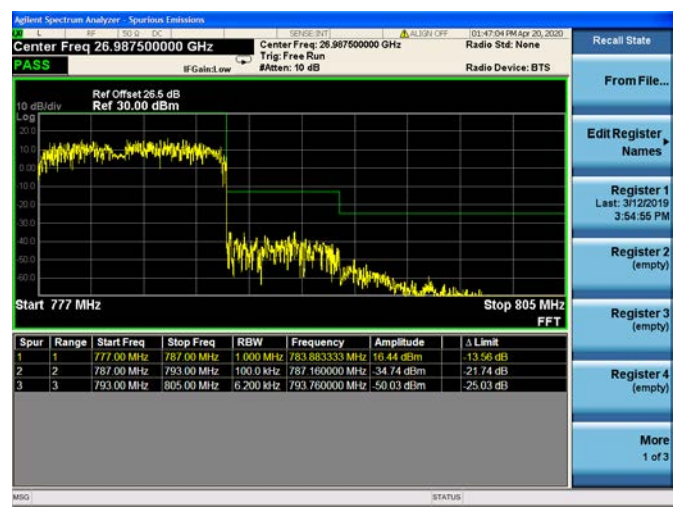 Agilent Spectrum Analyzer - Spurious Emissions
L RF 50 Ω DC SENSE:INT ALIGN OFF 01:47:04 PM Apr 20, 2020
Center Freq 26.987500000 GHz Center Freq: 26.987500000 GHz Radio Std: None
PASS Trig: Free Run
IFGain:Low #Atten: 10 dB Radio Device: BTS
Ref Offset 26.5 dB
10 dB/div Ref 30.00 dBm
Log
20.0
10.0
0.00
-10.0
-20.0
-30.0
-40.0
-50.0
-60.0
Start 777 MHz Stop 805 MHz
FFT
Spur Range Start Freq Stop Freq RBW Frequency Amplitude Δ Limit
1 1 777.00 MHz 787.00 MHz 1.000 MHz 783.883333 MHz 16.44 dBm -13.56 dB
2 2 787.00 MHz 793.00 MHz 100.0 kHz 787.160000 MHz -34.74 dBm -21.74 dB
3 3 793.00 MHz 805.00 MHz 6.200 kHz 793.760000 MHz -50.03 dBm -25.03 dB
MSG STATUS
Recall State
From File...
Edit Register
Names
Register 1
Last: 3/12/2019
3:54:55 PM
Register 2
(empty)
Register 3
(empty)
Register 4
(empty)
More
1 of 3